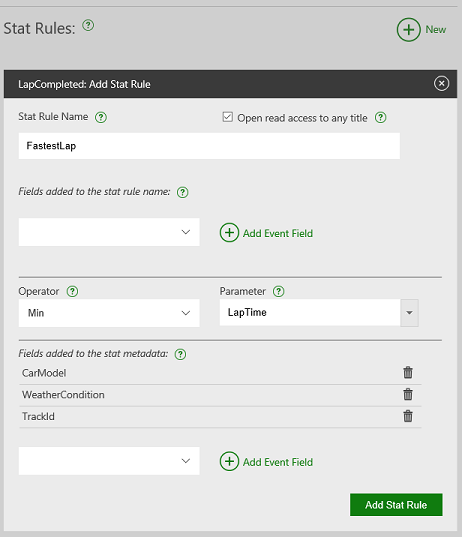 Stat Rules: ?
New
LapCompleted: Add Stat Rule
Stat Rule Name ?
Open read access to any title ?
FastestLap
Fields added to the stat rule name: ?
Add Event Field
Operator ?
Parameter ?
Min
LapTime
Fields added to the stat metadata: ?
CarModel
WeatherCondition
TrackId
Add Event Field
Add Stat Rule